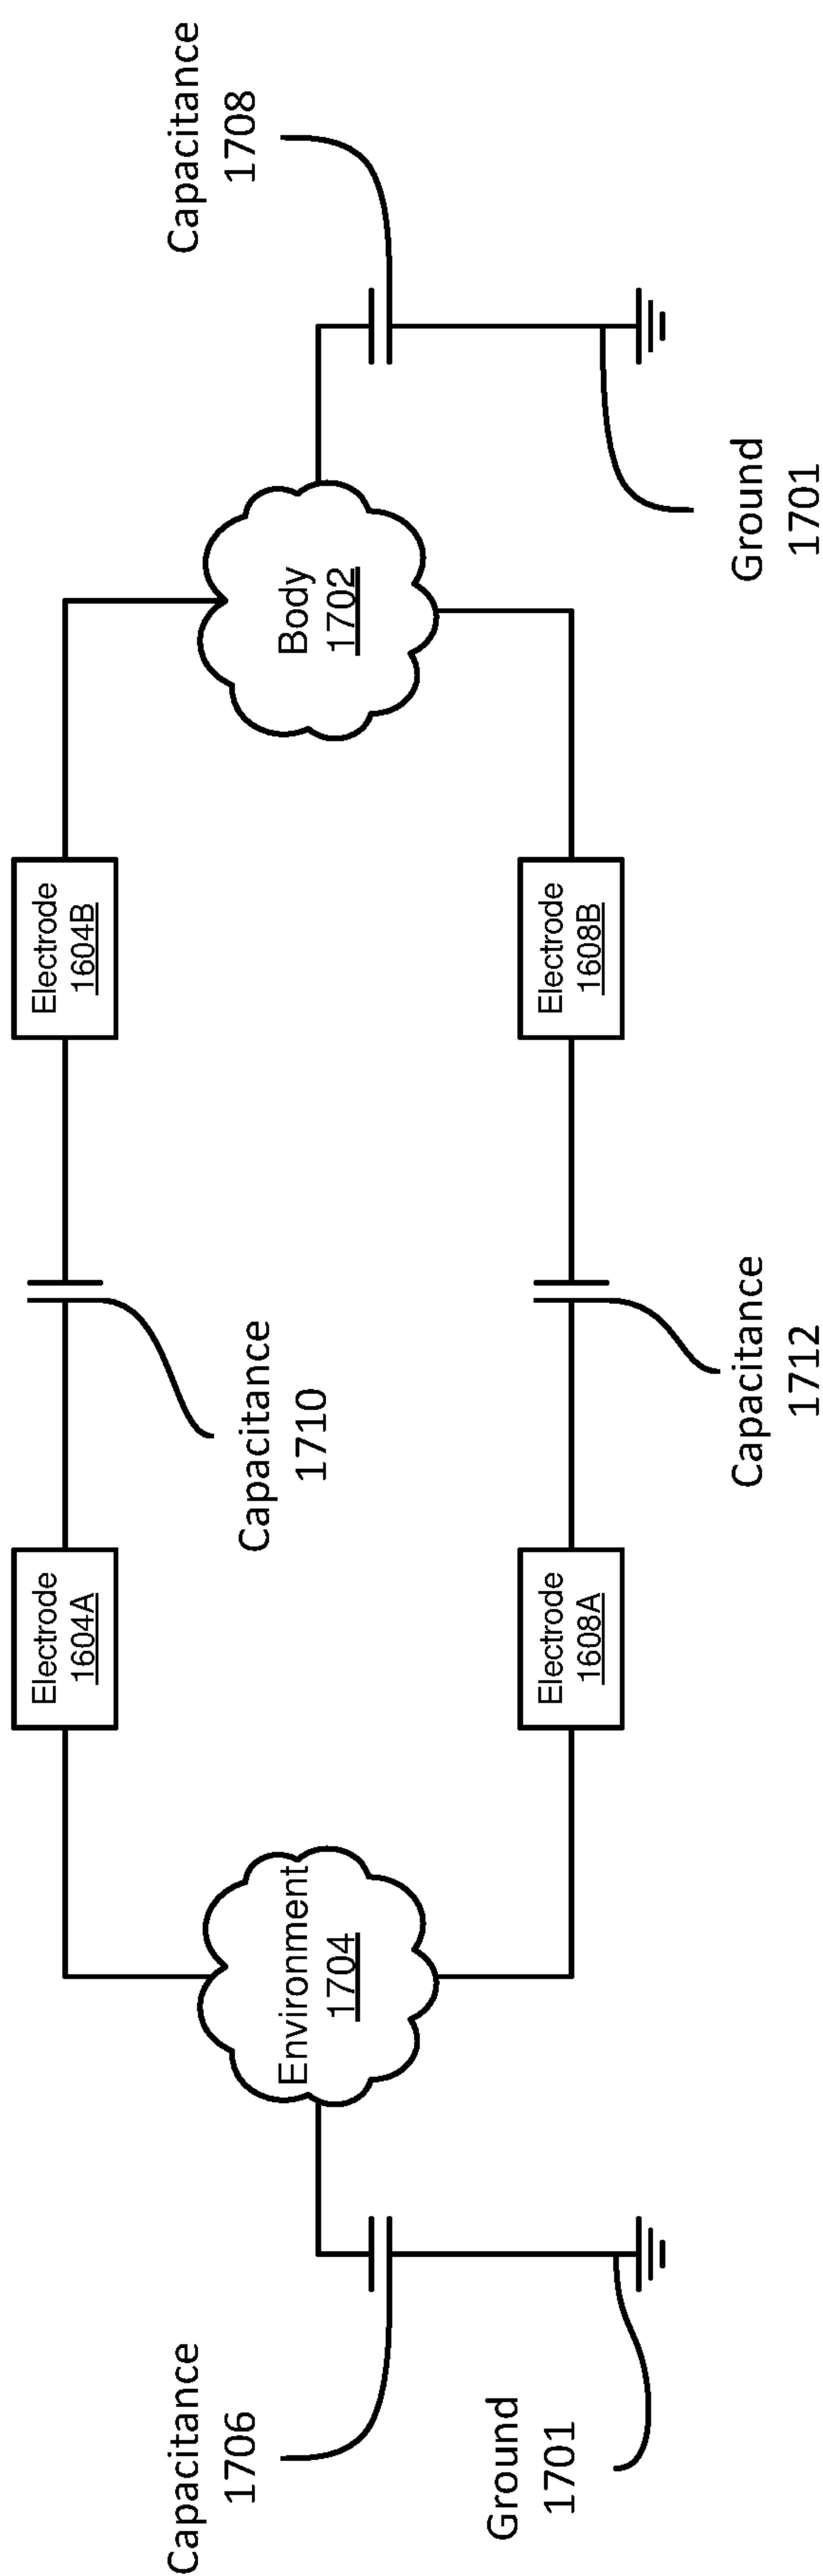 Electrode
1604A
Electrode
1604B
Capacitance
1710
Capacitance
1706
Environment
1704
Body
1702
Capacitance
1708
Ground
1701
Electrode
1608A
Electrode
1608B
Capacitance
1712
Ground
1701